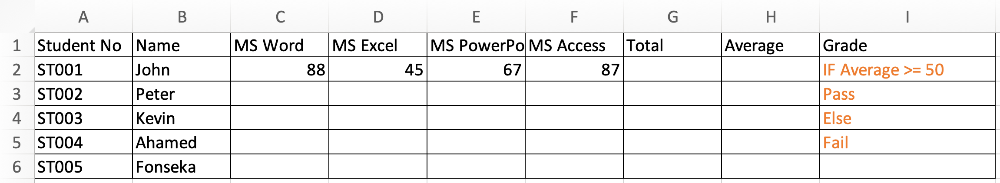 A B C D E F G H I
1 Student No Name MS Word MS Excel MS PowerPo MS Access Total Average Grade
2 ST001 John 88 45 67 87 IF Average >= 50
3 ST002 Peter Pass
4 ST003 Kevin Else
5 ST004 Ahamed Fail
6 ST005 Fonseka